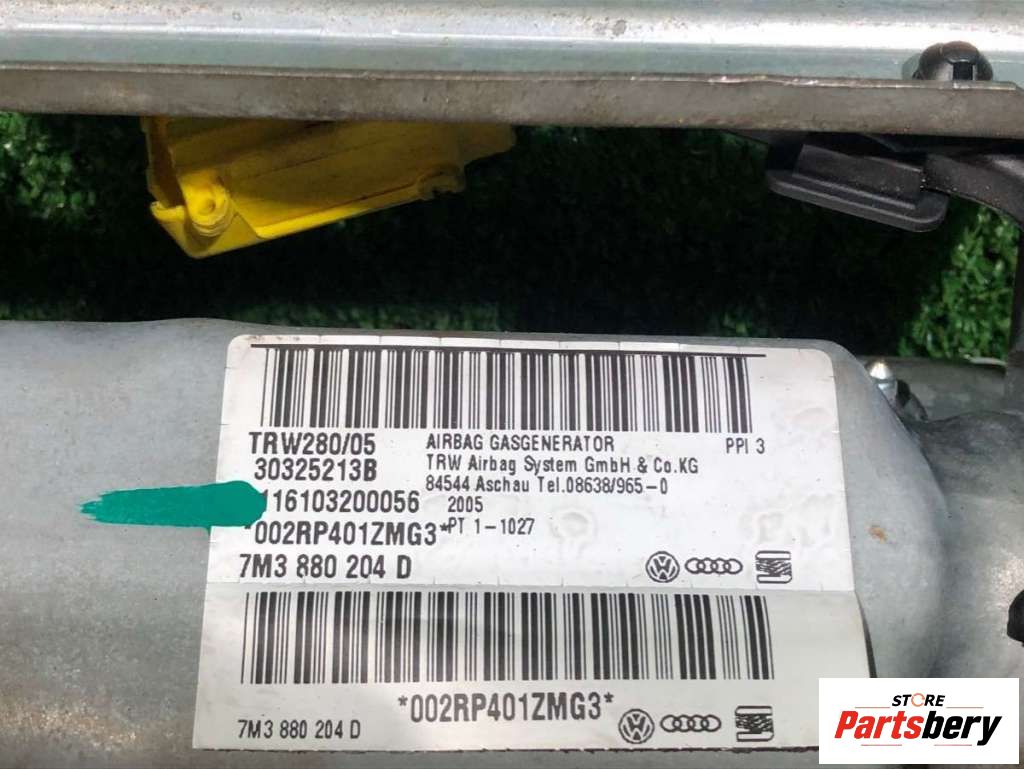 TRW280/05
30325213B
116103200056
*002RP401ZMG3*
7M3 880 204 D
AIRBAG GASGENERATOR PPI 3
TRW Airbag System GmbH & Co.KG
84544 Aschau Tel.08638/965-0
2005
PT 1-1027
*002RP401ZMG3*
7M3 880 204 D
STORE
Partsbery